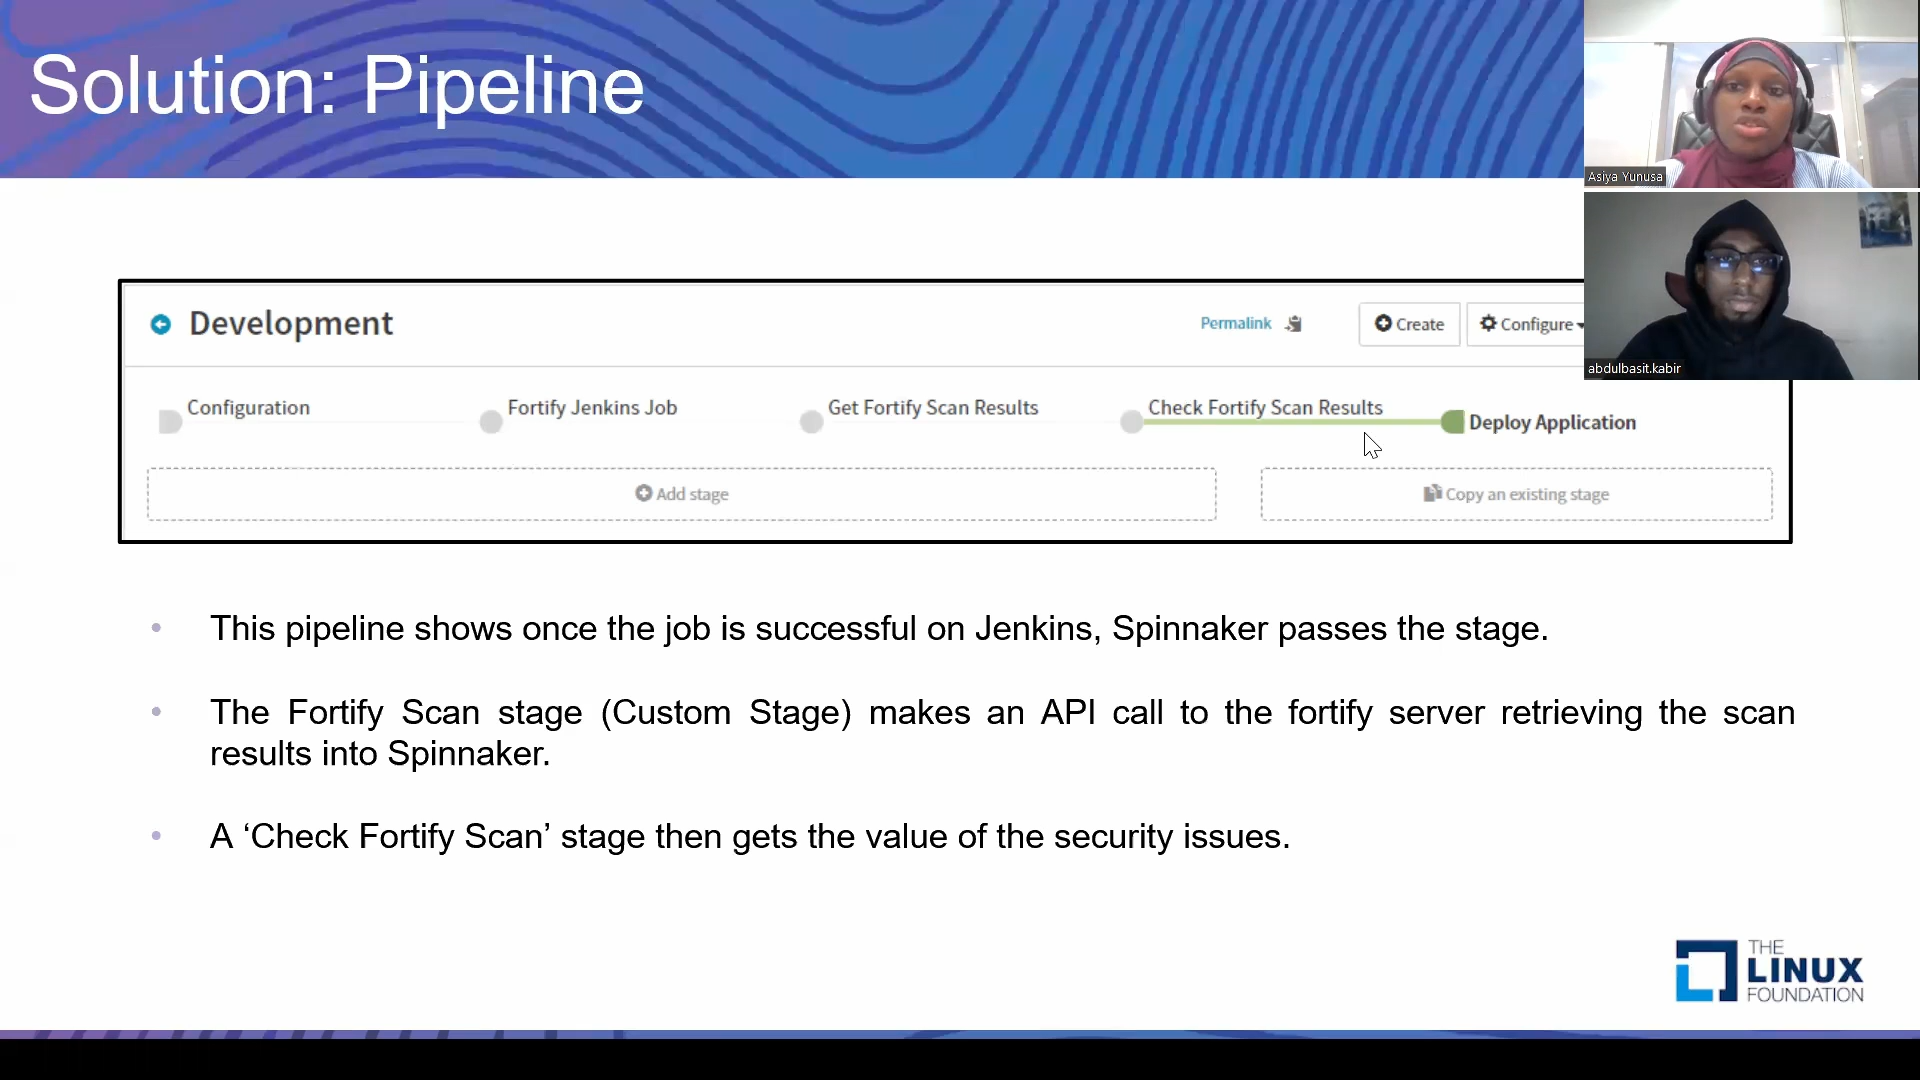 Solution: Pipeline
Asiya Yunusa
abdulbasit.kabir
Development
Permalink
Create
Configure
Configuration
Fortify Jenkins Job
Get Fortify Scan Results
Check Fortify Scan Results
Deploy Application
Add stage
Copy an existing stage
• This pipeline shows once the job is successful on Jenkins, Spinnaker passes the stage.
• The Fortify Scan stage (Custom Stage) makes an API call to the fortify server retrieving the scan
results into Spinnaker.
• A ‘Check Fortify Scan’ stage then gets the value of the security issues.
THE
LINUX
FOUNDATION